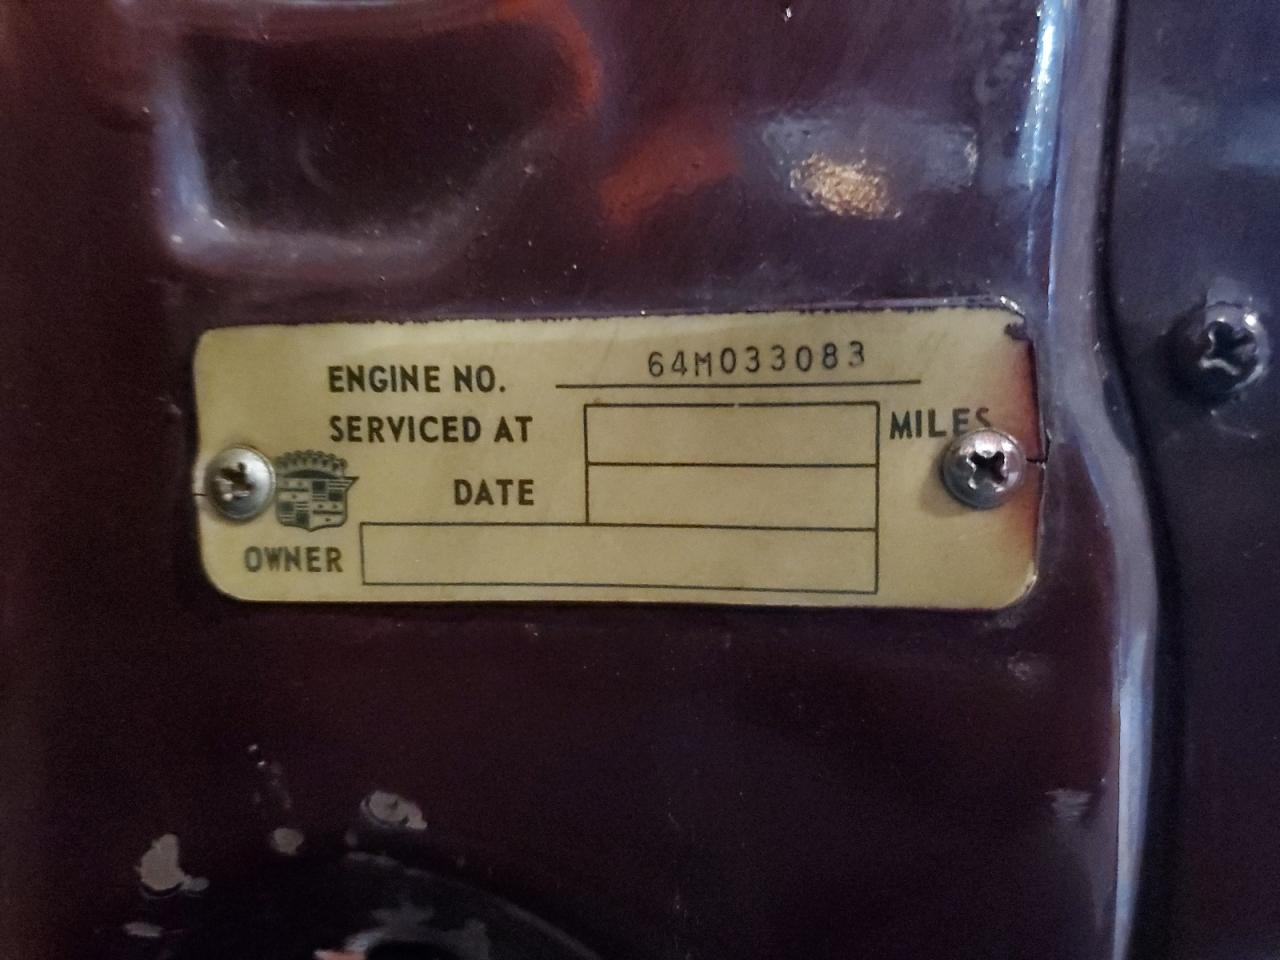 ENGINE NO. 64M033083
SERVICED AT MILES
DATE
OWNER